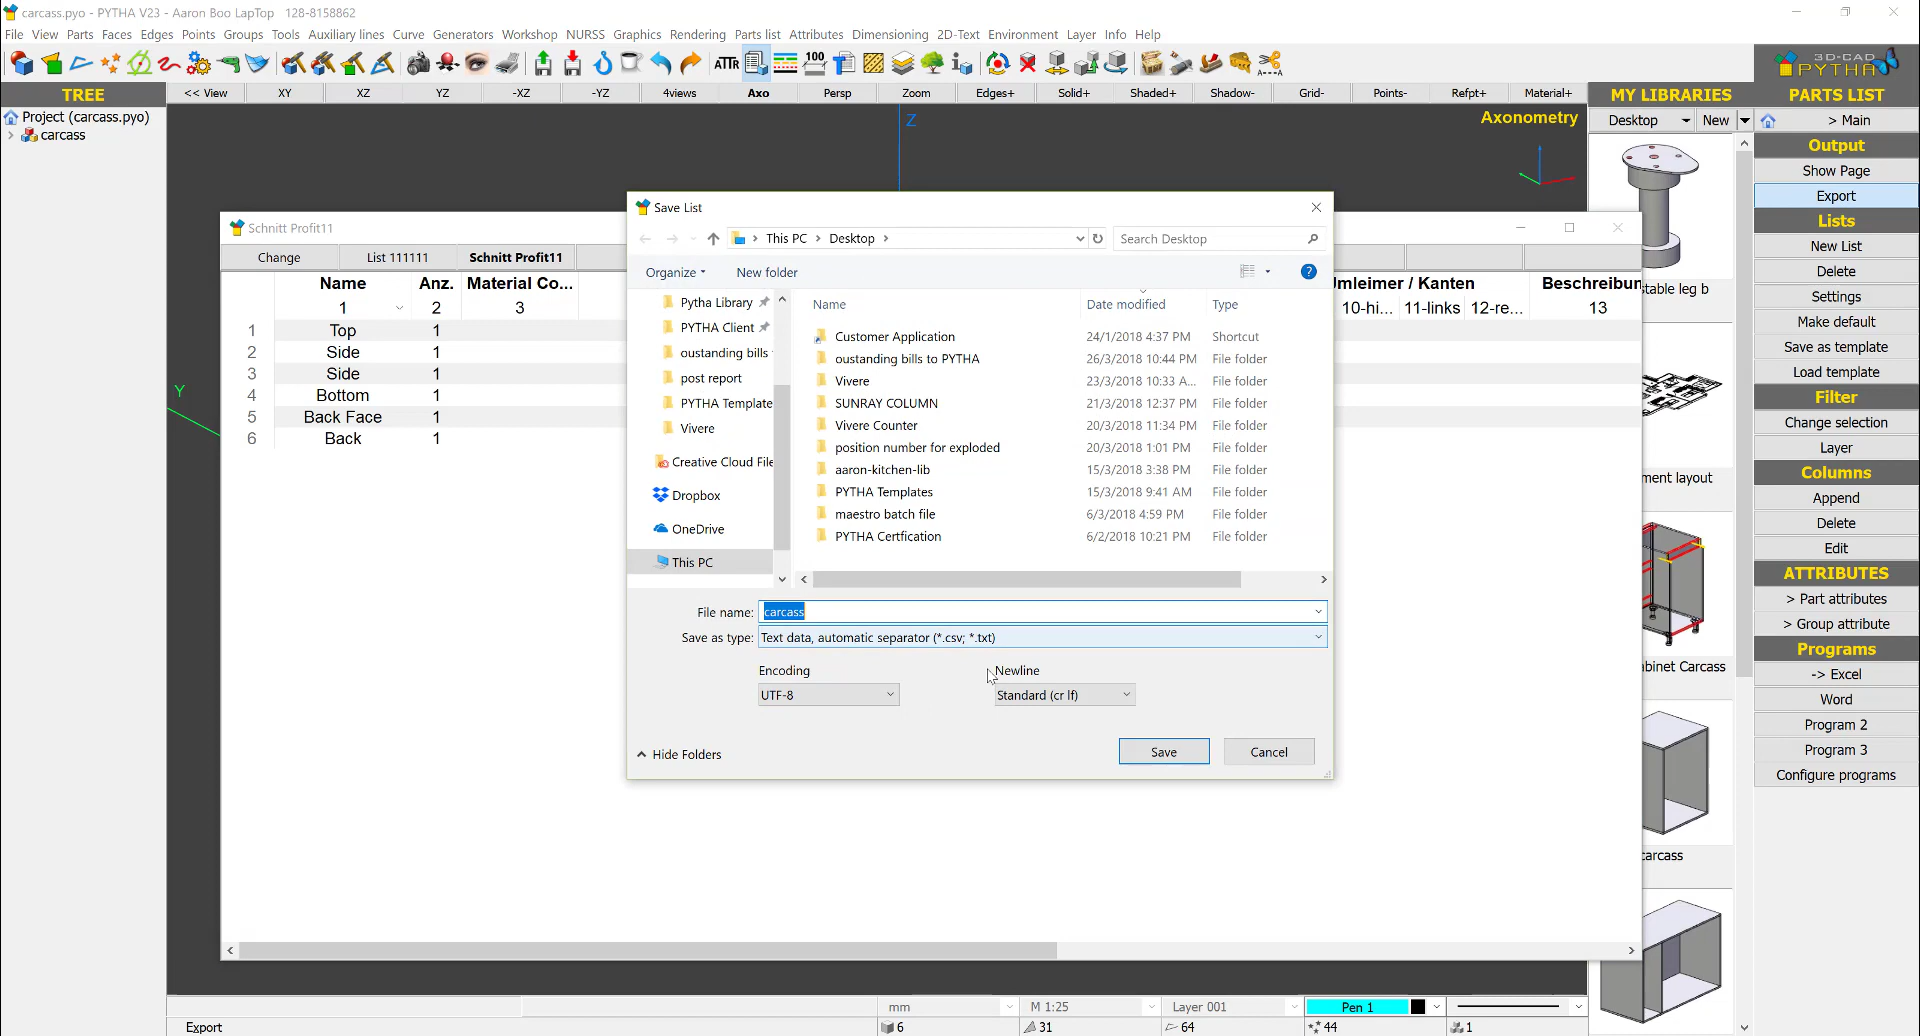 carcass.pyo - PYTHA V23 - Aaron Boo LapTop 128-8158862
File View Parts Faces Edges Points Groups Tools Auxiliary lines Curve Generators Workshop NURSS Graphics Rendering Parts list Attributes Dimensioning 2D-Text Environment Layer Info Help
ATTR 100
3D-CAD
PYTHA
TREE
<< View XY XZ YZ -XZ -YZ 4views Axo Persp Zoom Edges+ Solid+ Shaded+ Shadow- Grid- Points- Refpt+ Material+
MY LIBRARIES
PARTS LIST
Project (carcass.pyo)
carcass
Z
Y
Axonometry
Desktop New
> Main
Output
Show Page
Export
Lists
New List
Delete
Settings
Make default
Save as template
Load template
Filter
Change selection
Layer
Columns
Append
Delete
Edit
ATTRIBUTES
> Part attributes
> Group attribute
Programs
-> Excel
Word
Program 2
Program 3
Configure programs
stable leg b
ment layout
abinet Carcass
carcass
Schnitt Profit11
Change List 111111 Schnitt Profit11
Name Anz. Material Co... Jmleimer / Kanten Beschreibun
1 2 3 10-hi... 11-links 12-re... 13
1 Top 1
2 Side 1
3 Side 1
4 Bottom 1
5 Back Face 1
6 Back 1
Save List
This PC > Desktop >
Search Desktop
Organize New folder
Pytha Library
PYTHA Client
oustanding bills
post report
PYTHA Template
Vivere
Creative Cloud File
Dropbox
OneDrive
This PC
Name Date modified Type
Customer Application 24/1/2018 4:37 PM Shortcut
oustanding bills to PYTHA 26/3/2018 10:44 PM File folder
Vivere 23/3/2018 10:33 A... File folder
SUNRAY COLUMN 21/3/2018 12:37 PM File folder
Vivere Counter 20/3/2018 11:34 PM File folder
position number for exploded 20/3/2018 1:01 PM File folder
aaron-kitchen-lib 15/3/2018 3:38 PM File folder
PYTHA Templates 15/3/2018 9:41 AM File folder
maestro batch file 6/3/2018 4:59 PM File folder
PYTHA Certfication 6/2/2018 10:21 PM File folder
File name: carcass
Save as type: Text data, automatic separator (*.csv; *.txt)
Encoding Newline
UTF-8 Standard (cr lf)
Hide Folders
Save Cancel
mm M 1:25 Layer 001 Pen 1
Export 6 31 64 44 1